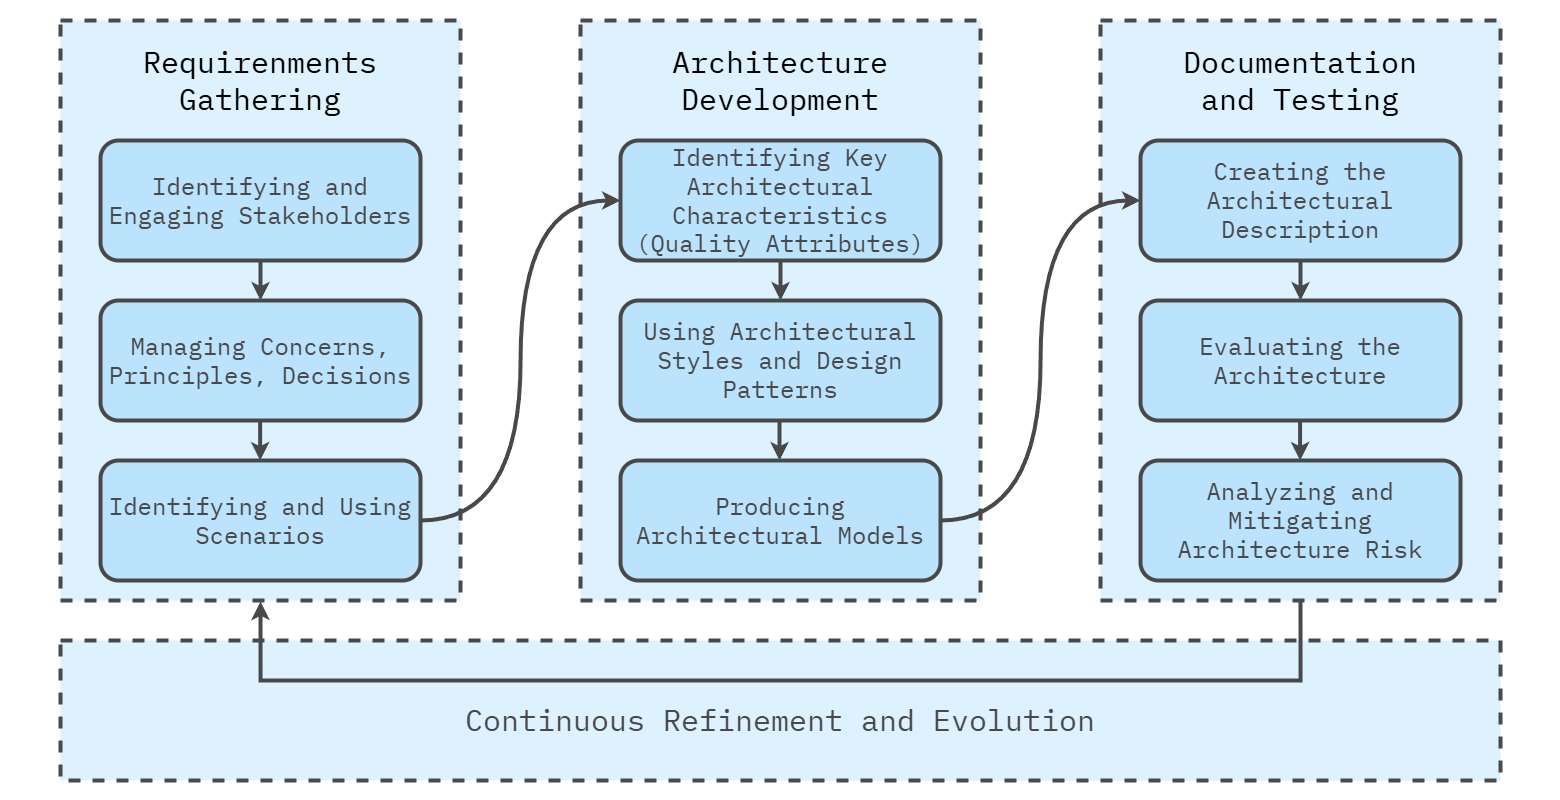 Requirenments
Gathering
Identifying and
Engaging Stakeholders
Managing Concerns,
Principles, Decisions
Identifying and Using
Scenarios
Architecture
Development
Identifying Key
Architectural
Characteristics
(Quality Attributes)
Using Architectural
Styles and Design
Patterns
Producing
Architectural Models
Documentation
and Testing
Creating the
Architectural
Description
Evaluating the
Architecture
Analyzing and
Mitigating
Architecture Risk
Continuous Refinement and Evolution